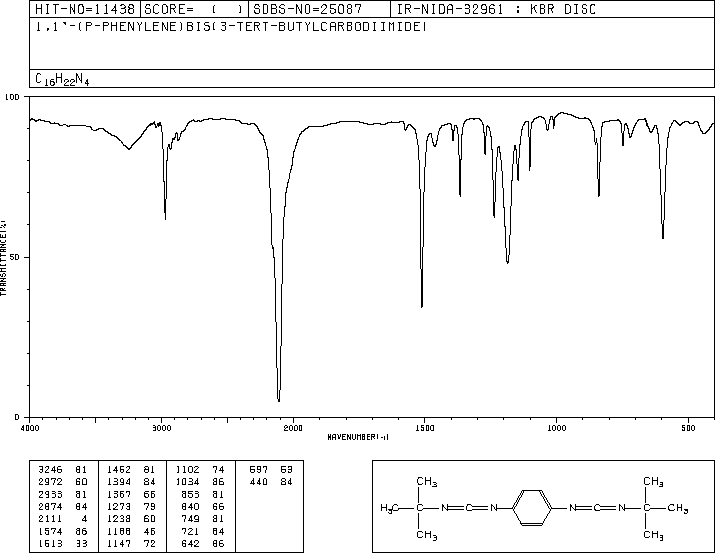 HIT-NO=11438 SCORE= ( ) SDBS-NO=25087 IR-NIDA-32961 : KBR DISC
1,1'-(P-PHENYLENE)BIS(3-TERT-BUTYLCARBODIIMIDE)
C16H22N4
100
50
0
TRANSMITTANCE(%)
4000 3000 2000 1500 1000 500
WAVENUMBER(-1)
3246 81 1462 81 1102 74 597 53
2972 60 1394 84 1034 86 440 84
2933 81 1367 66 853 81
2874 84 1273 79 840 66
2111 4 1238 60 749 81
1574 86 1188 46 721 84
1513 33 1147 72 642 86
CH3 CH3
H3C C N C N N C N C CH3
CH3 CH3